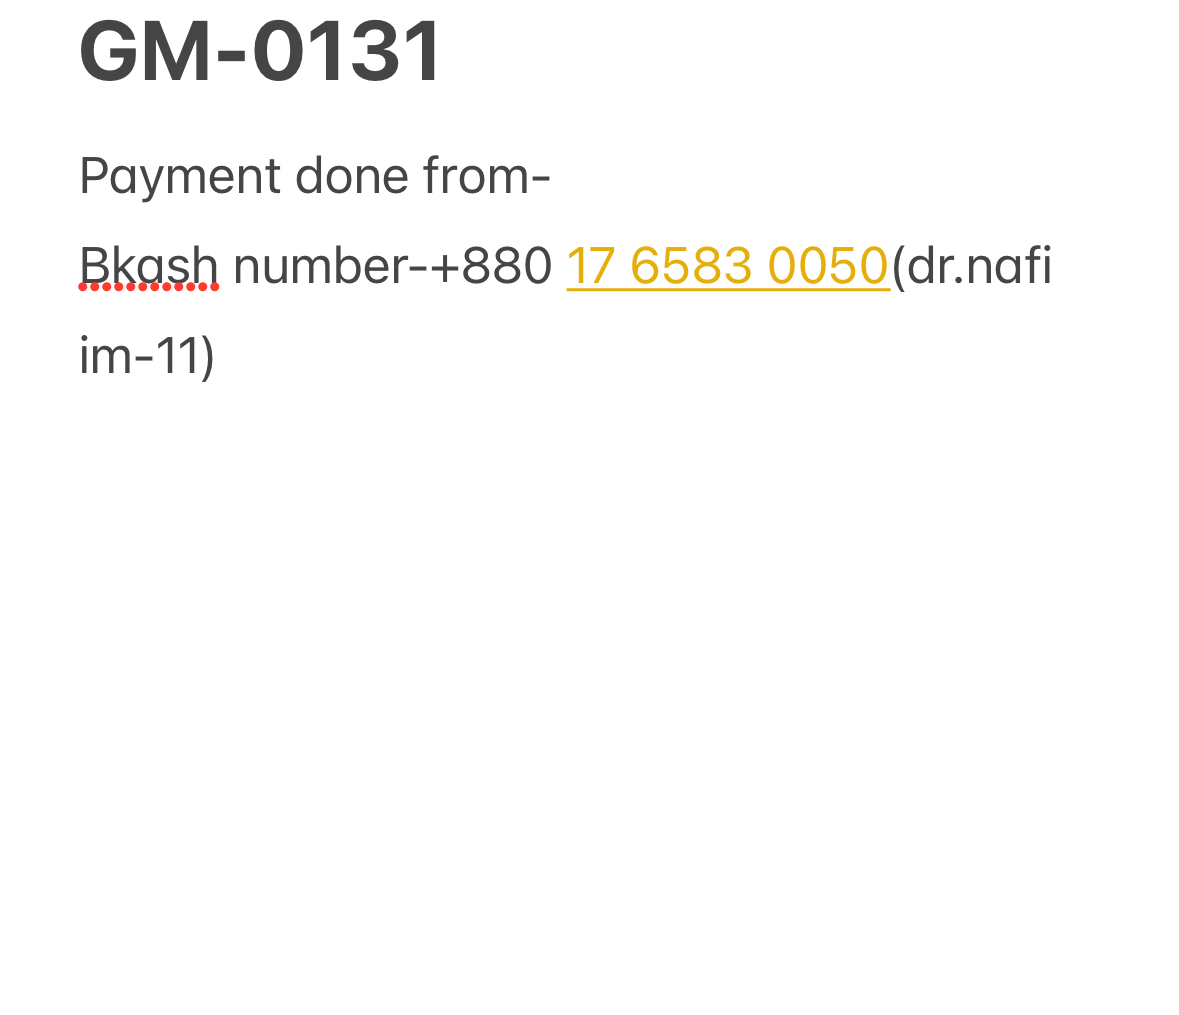 GM-0131
Payment done from-
Bkash number-+880 17 6583 0050(dr.nafi
im-11)